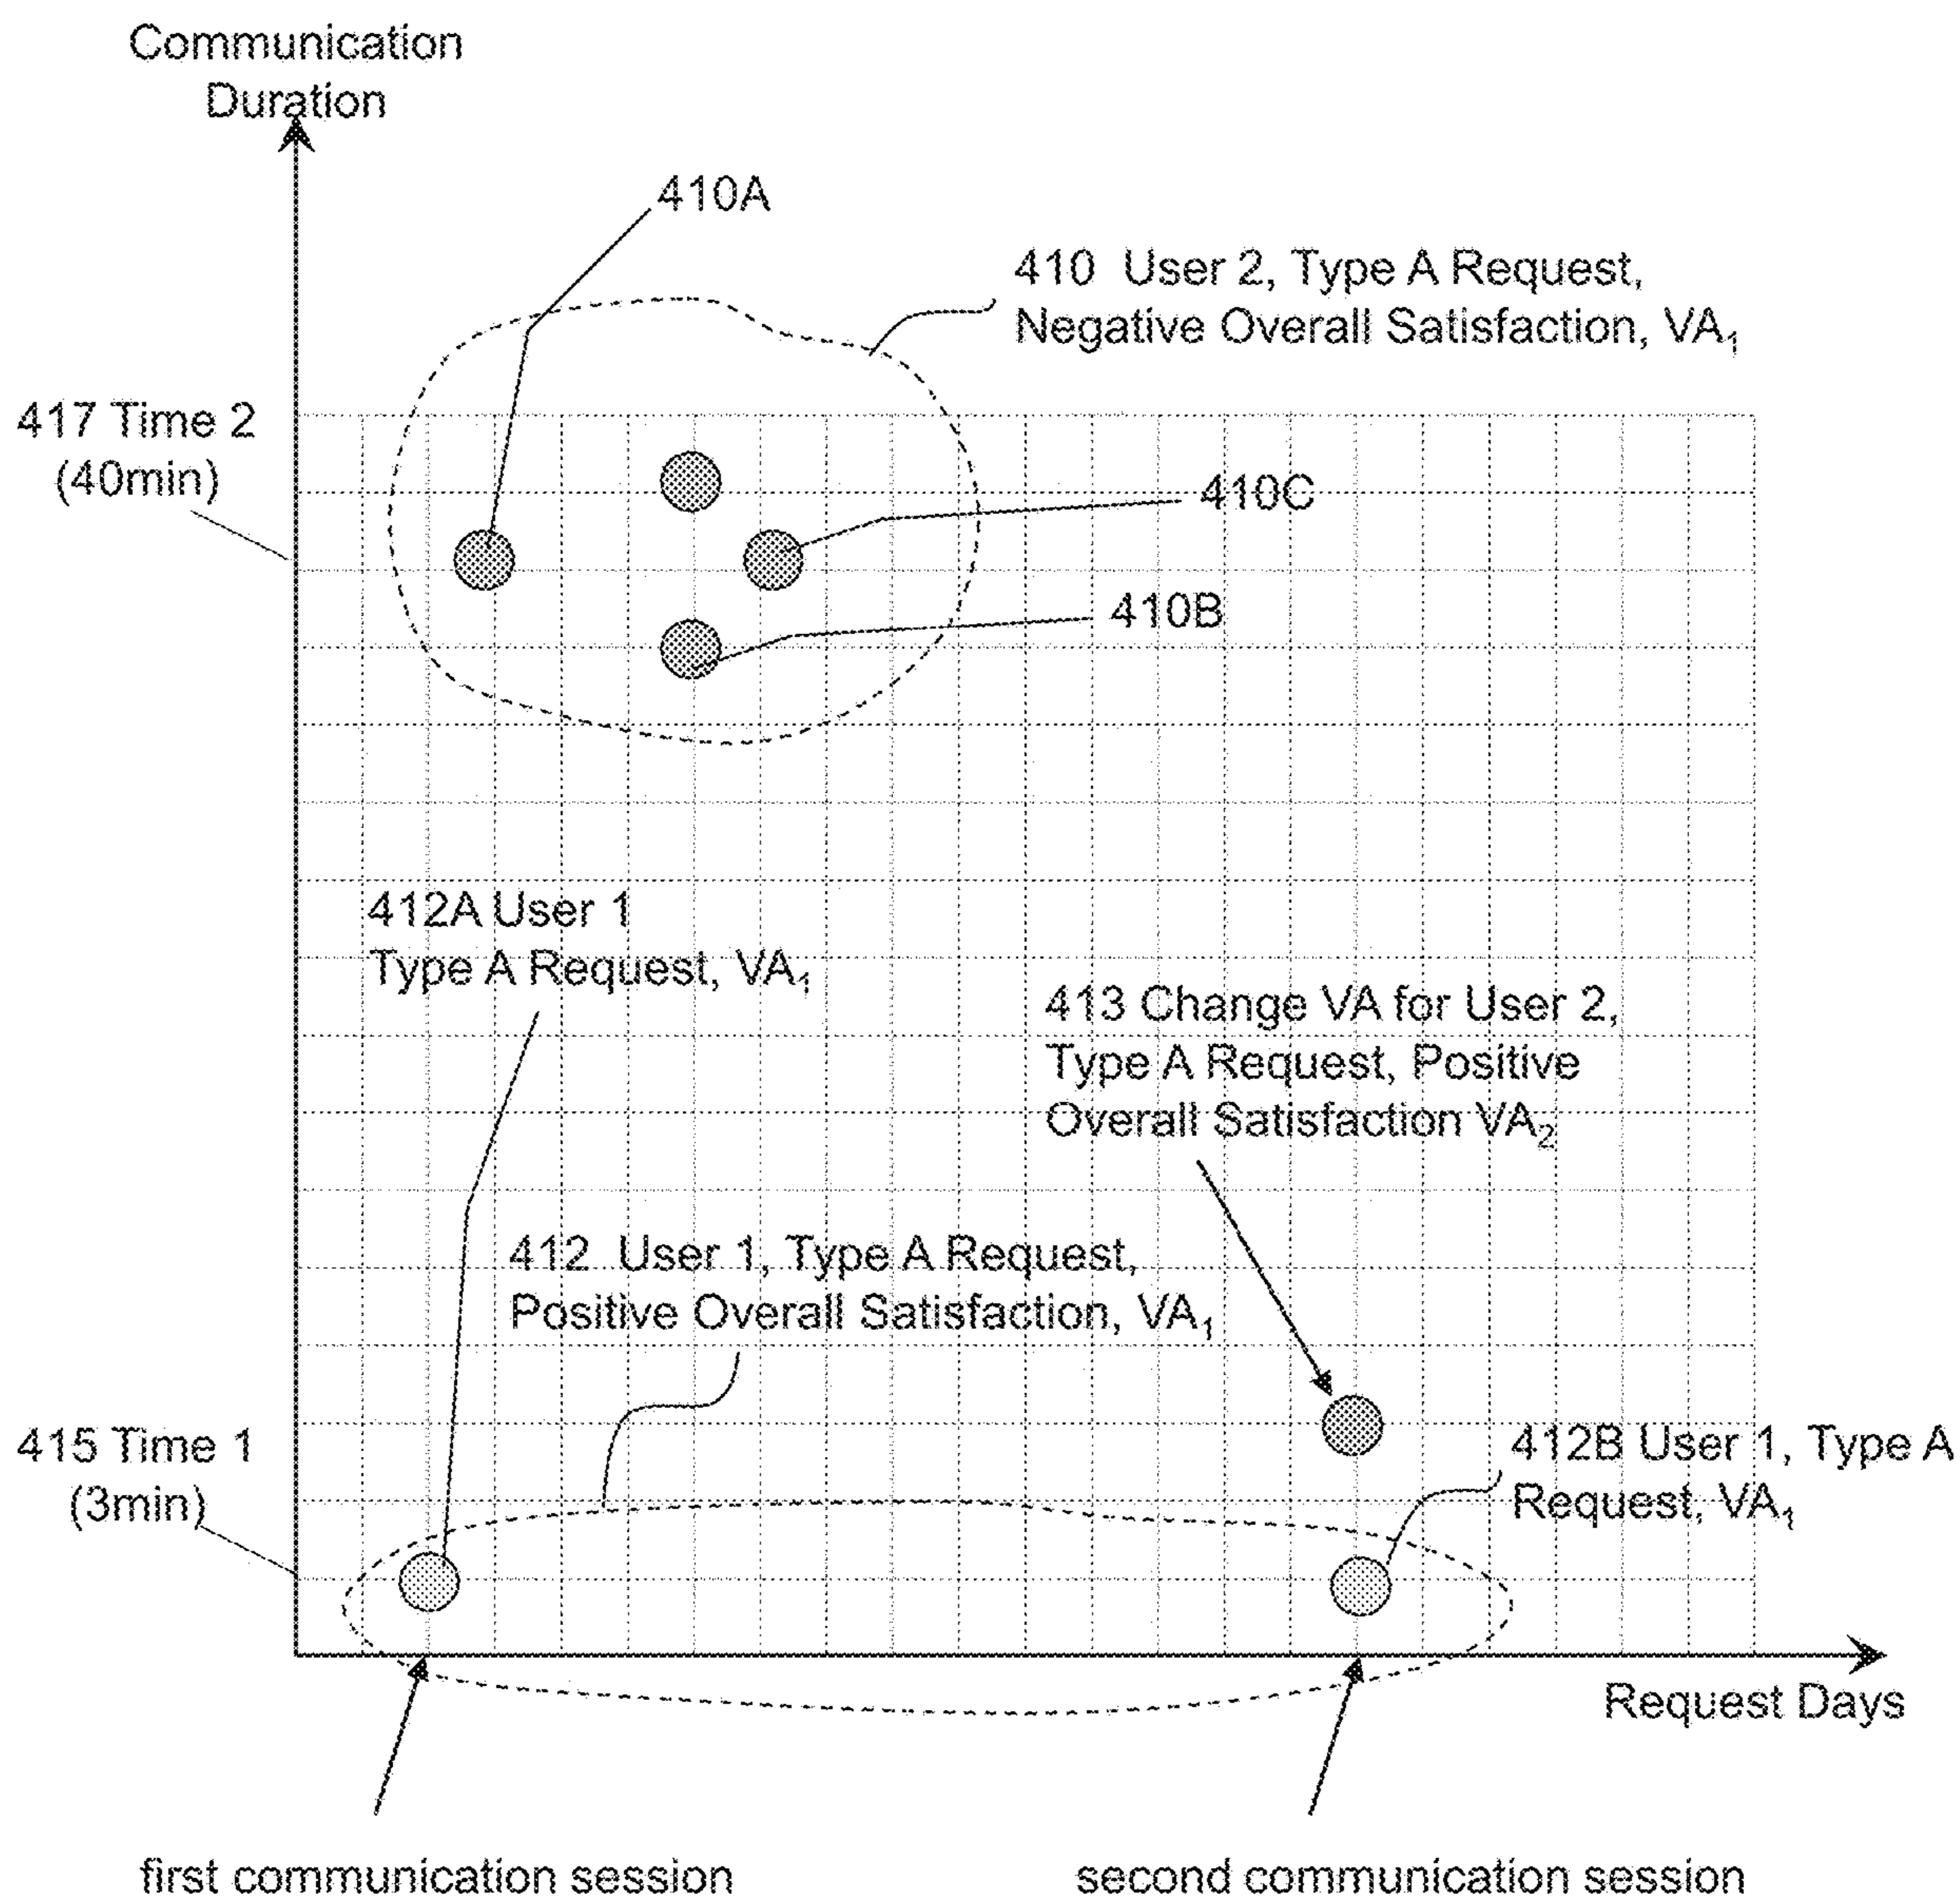 Communication
Duration
410A
410 User 2, Type A Request,
Negative Overall Satisfaction, VA₁
417 Time 2
(40min)
410C
410B
412A User 1
Type A Request, VA₁
413 Change VA for User 2,
Type A Request, Positive
Overall Satisfaction VA₂
412 User 1, Type A Request,
Positive Overall Satisfaction, VA₁
415 Time 1
(3min)
412B User 1, Type A
Request, VA₁
Request Days
first communication session
second communication session